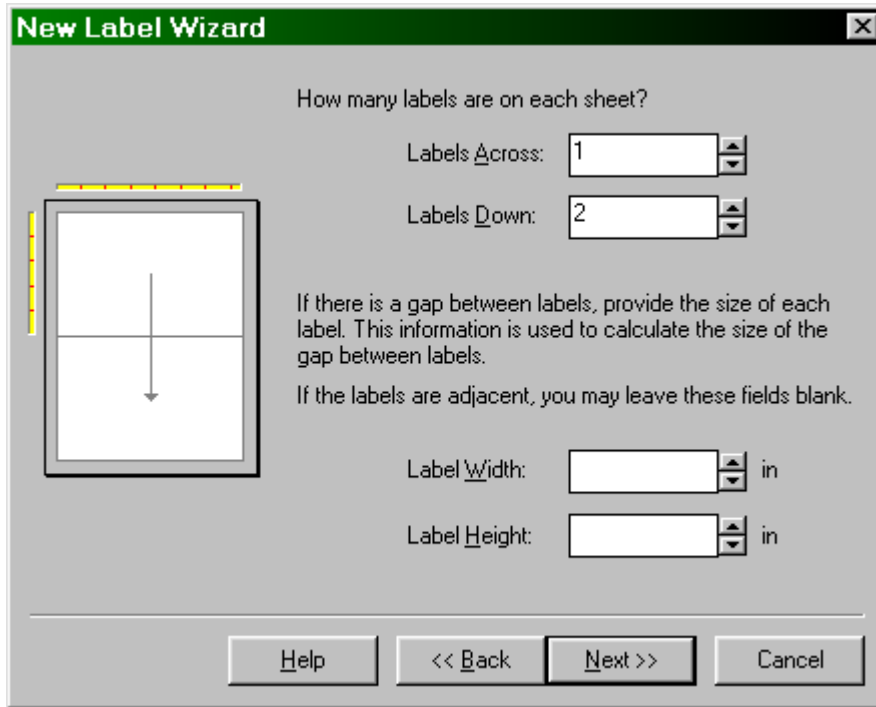 New Label Wizard
How many labels are on each sheet?
Labels Across: 1
Labels Down: 2
If there is a gap between labels, provide the size of each
label. This information is used to calculate the size of the
gap between labels.
If the labels are adjacent, you may leave these fields blank.
Label Width: in
Label Height: in
Help << Back Next >> Cancel